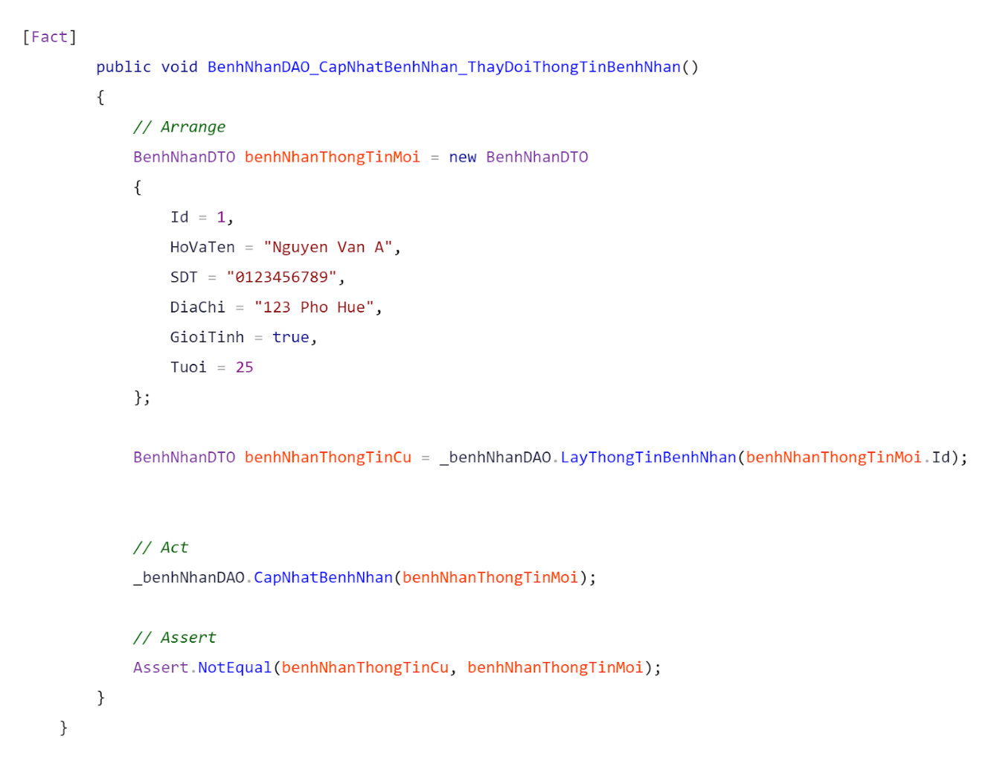 [Fact]
public void BenhNhanDAO_CapNhatBenhNhan_ThayDoiThongTinBenhNhan()
{
// Arrange
BenhNhanDTO benhNhanThongTinMoi = new BenhNhanDTO
{
Id = 1,
HoVaTen = "Nguyen Van A",
SDT = "0123456789",
DiaChi = "123 Pho Hue",
GioiTinh = true,
Tuoi = 25
};
BenhNhanDTO benhNhanThongTinCu = _benhNhanDAO.LayThongTinBenhNhan(benhNhanThongTinMoi.Id);
// Act
_benhNhanDAO.CapNhatBenhNhan(benhNhanThongTinMoi);
// Assert
Assert.NotEqual(benhNhanThongTinCu, benhNhanThongTinMoi);
}
}